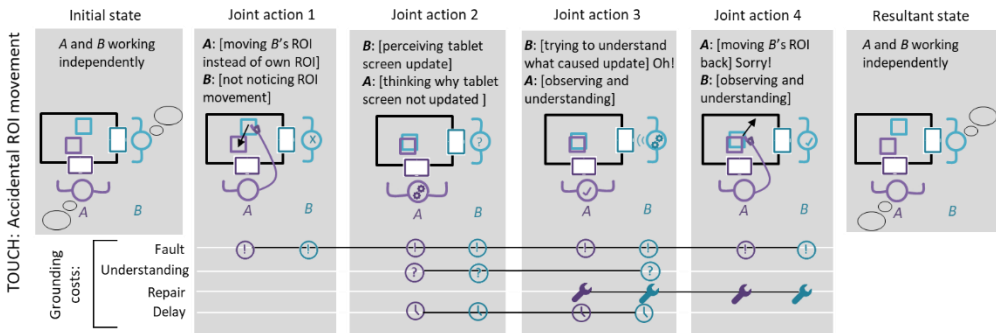 TOUCH: Accidental ROI movement
Initial state
A and B working
independently
A
B
Joint action 1
A: [moving B's ROI
instead of own ROI]
B: [not noticing ROI
movement]
x
A
B
Joint action 2
B: [perceiving tablet
screen update]
A: [thinking why tablet
screen not updated ]
?
A
B
Joint action 3
B: [trying to understand
what caused update] Oh!
A: [observing and
understanding]
A
B
Joint action 4
A: [moving B's ROI
back] Sorry!
B: [observing and
understanding]
A
B
Resultant state
A and B working
independently
A
B
Grounding
costs:
Fault
! ! ! ! ! ! ! !
Understanding
? ? ?
Repair
Delay